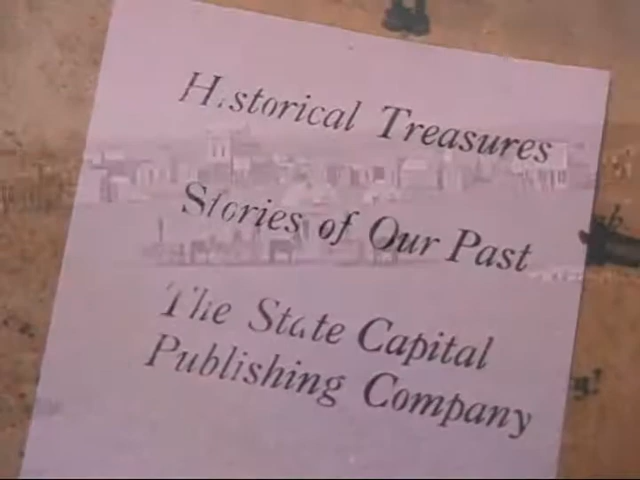 Historical Treasures
Stories of Our Past
The State Capital
Publishing Company